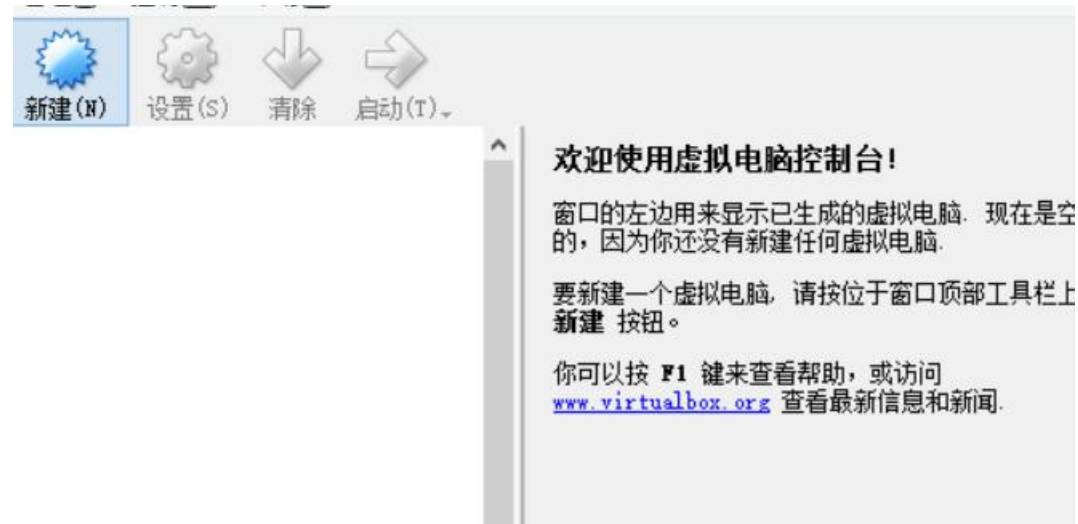 新建(N) 设置(S) 清除 启动(T)
欢迎使用虚拟电脑控制台!
窗口的左边用来显示已生成的虚拟电脑. 现在是空
的,因为你还没有新建任何虚拟电脑.
要新建一个虚拟电脑, 请按位于窗口顶部工具栏上
新建 按钮。
你可以按 F1 键来查看帮助,或访问
www.virtualbox.org 查看最新信息和新闻.